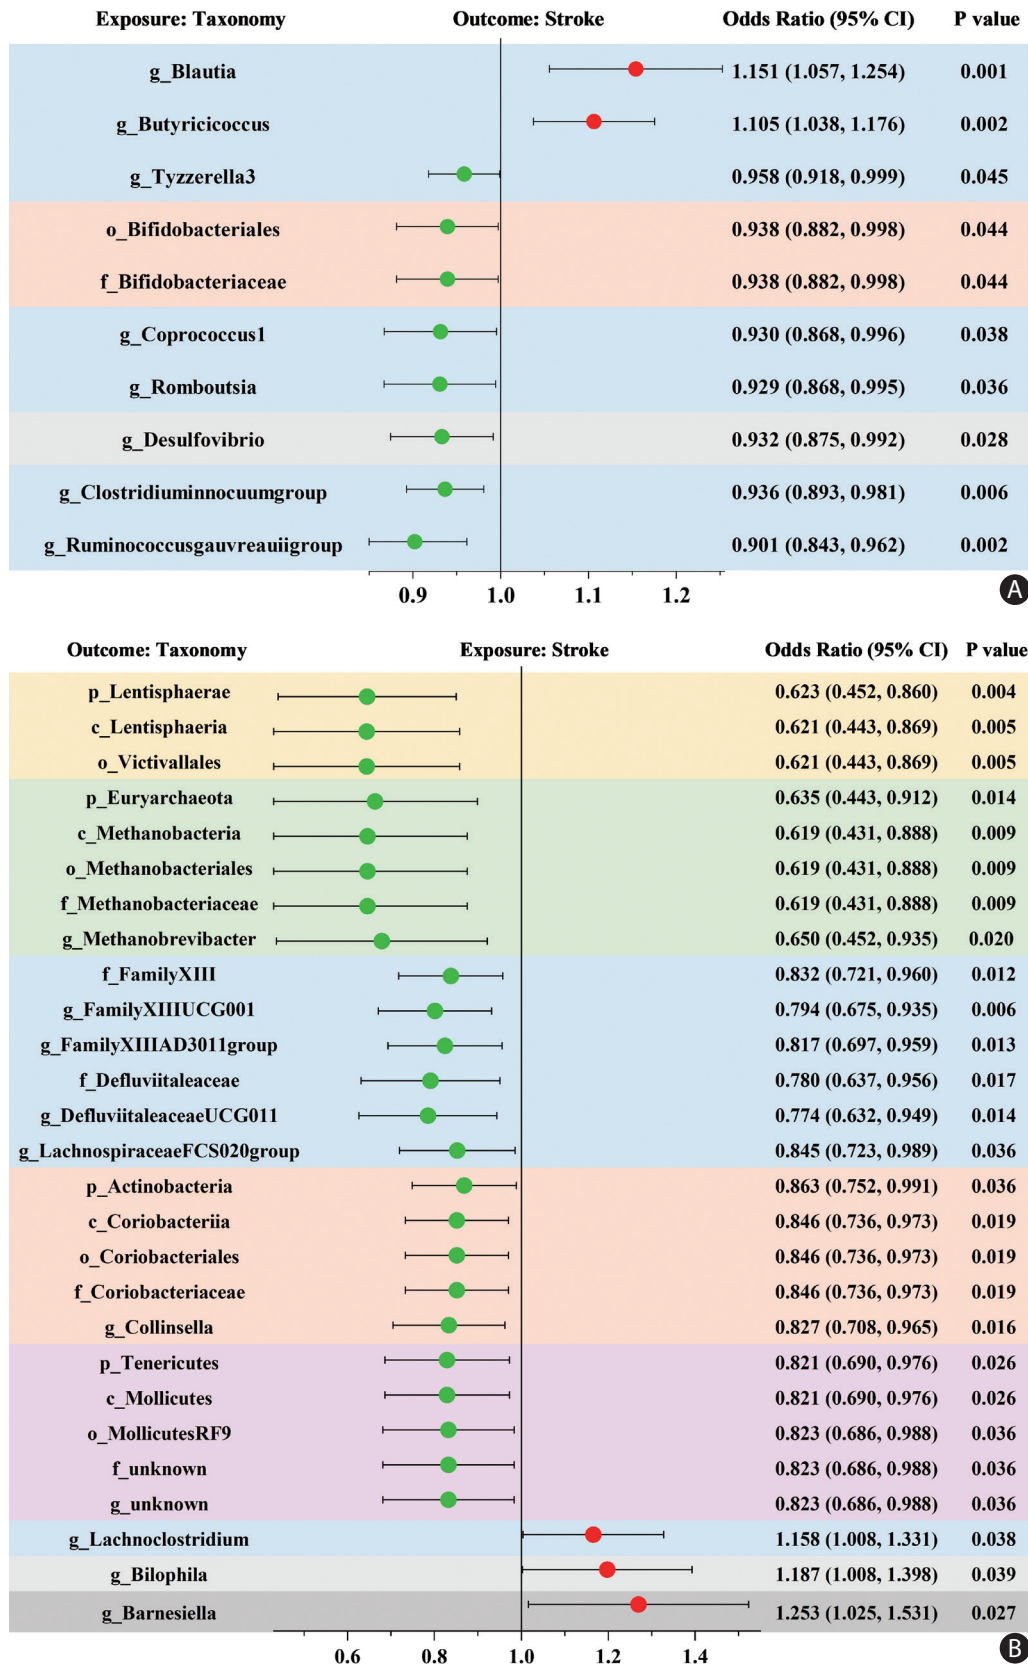 Exposure: Taxonomy Outcome: Stroke Odds Ratio (95% CI) P value
g_Blautia 1.151 (1.057, 1.254) 0.001
g_Butyricicoccus 1.105 (1.038, 1.176) 0.002
g_Tyzzerella3 0.958 (0.918, 0.999) 0.045
o_Bifidobacteriales 0.938 (0.882, 0.998) 0.044
f_Bifidobacteriaceae 0.938 (0.882, 0.998) 0.044
g_Coprococcus1 0.930 (0.868, 0.996) 0.038
g_Romboutsia 0.929 (0.868, 0.995) 0.036
g_Desulfovibrio 0.932 (0.875, 0.992) 0.028
g_Clostridiuminnocuumgroup 0.936 (0.893, 0.981) 0.006
g_Ruminococcusgauvreauiigroup 0.901 (0.843, 0.962) 0.002
0.9 1.0 1.1 1.2
A
Outcome: Taxonomy Exposure: Stroke Odds Ratio (95% CI) P value
p_Lentisphaerae 0.623 (0.452, 0.860) 0.004
c_Lentisphaeria 0.621 (0.443, 0.869) 0.005
o_Victivallales 0.621 (0.443, 0.869) 0.005
p_Euryarchaeota 0.635 (0.443, 0.912) 0.014
c_Methanobacteria 0.619 (0.431, 0.888) 0.009
o_Methanobacteriales 0.619 (0.431, 0.888) 0.009
f_Methanobacteriaceae 0.619 (0.431, 0.888) 0.009
g_Methanobrevibacter 0.650 (0.452, 0.935) 0.020
f_FamilyXIII 0.832 (0.721, 0.960) 0.012
g_FamilyXIIIUCG001 0.794 (0.675, 0.935) 0.006
g_FamilyXIIIAD3011group 0.817 (0.697, 0.959) 0.013
f_Defluviitaleaceae 0.780 (0.637, 0.956) 0.017
g_DefluviitaleaceaeUCG011 0.774 (0.632, 0.949) 0.014
g_LachnospiraceaeFCS020group 0.845 (0.723, 0.989) 0.036
p_Actinobacteria 0.863 (0.752, 0.991) 0.036
c_Coriobacteriia 0.846 (0.736, 0.973) 0.019
o_Coriobacteriales 0.846 (0.736, 0.973) 0.019
f_Coriobacteriaceae 0.846 (0.736, 0.973) 0.019
g_Collinsella 0.827 (0.708, 0.965) 0.016
p_Tenericutes 0.821 (0.690, 0.976) 0.026
c_Mollicutes 0.821 (0.690, 0.976) 0.026
o_MollicutesRF9 0.823 (0.686, 0.988) 0.036
f_unknown 0.823 (0.686, 0.988) 0.036
g_unknown 0.823 (0.686, 0.988) 0.036
g_Lachnoclostridium 1.158 (1.008, 1.331) 0.038
g_Bilophila 1.187 (1.008, 1.398) 0.039
g_Barnesiella 1.253 (1.025, 1.531) 0.027
0.6 0.8 1.0 1.2 1.4
B